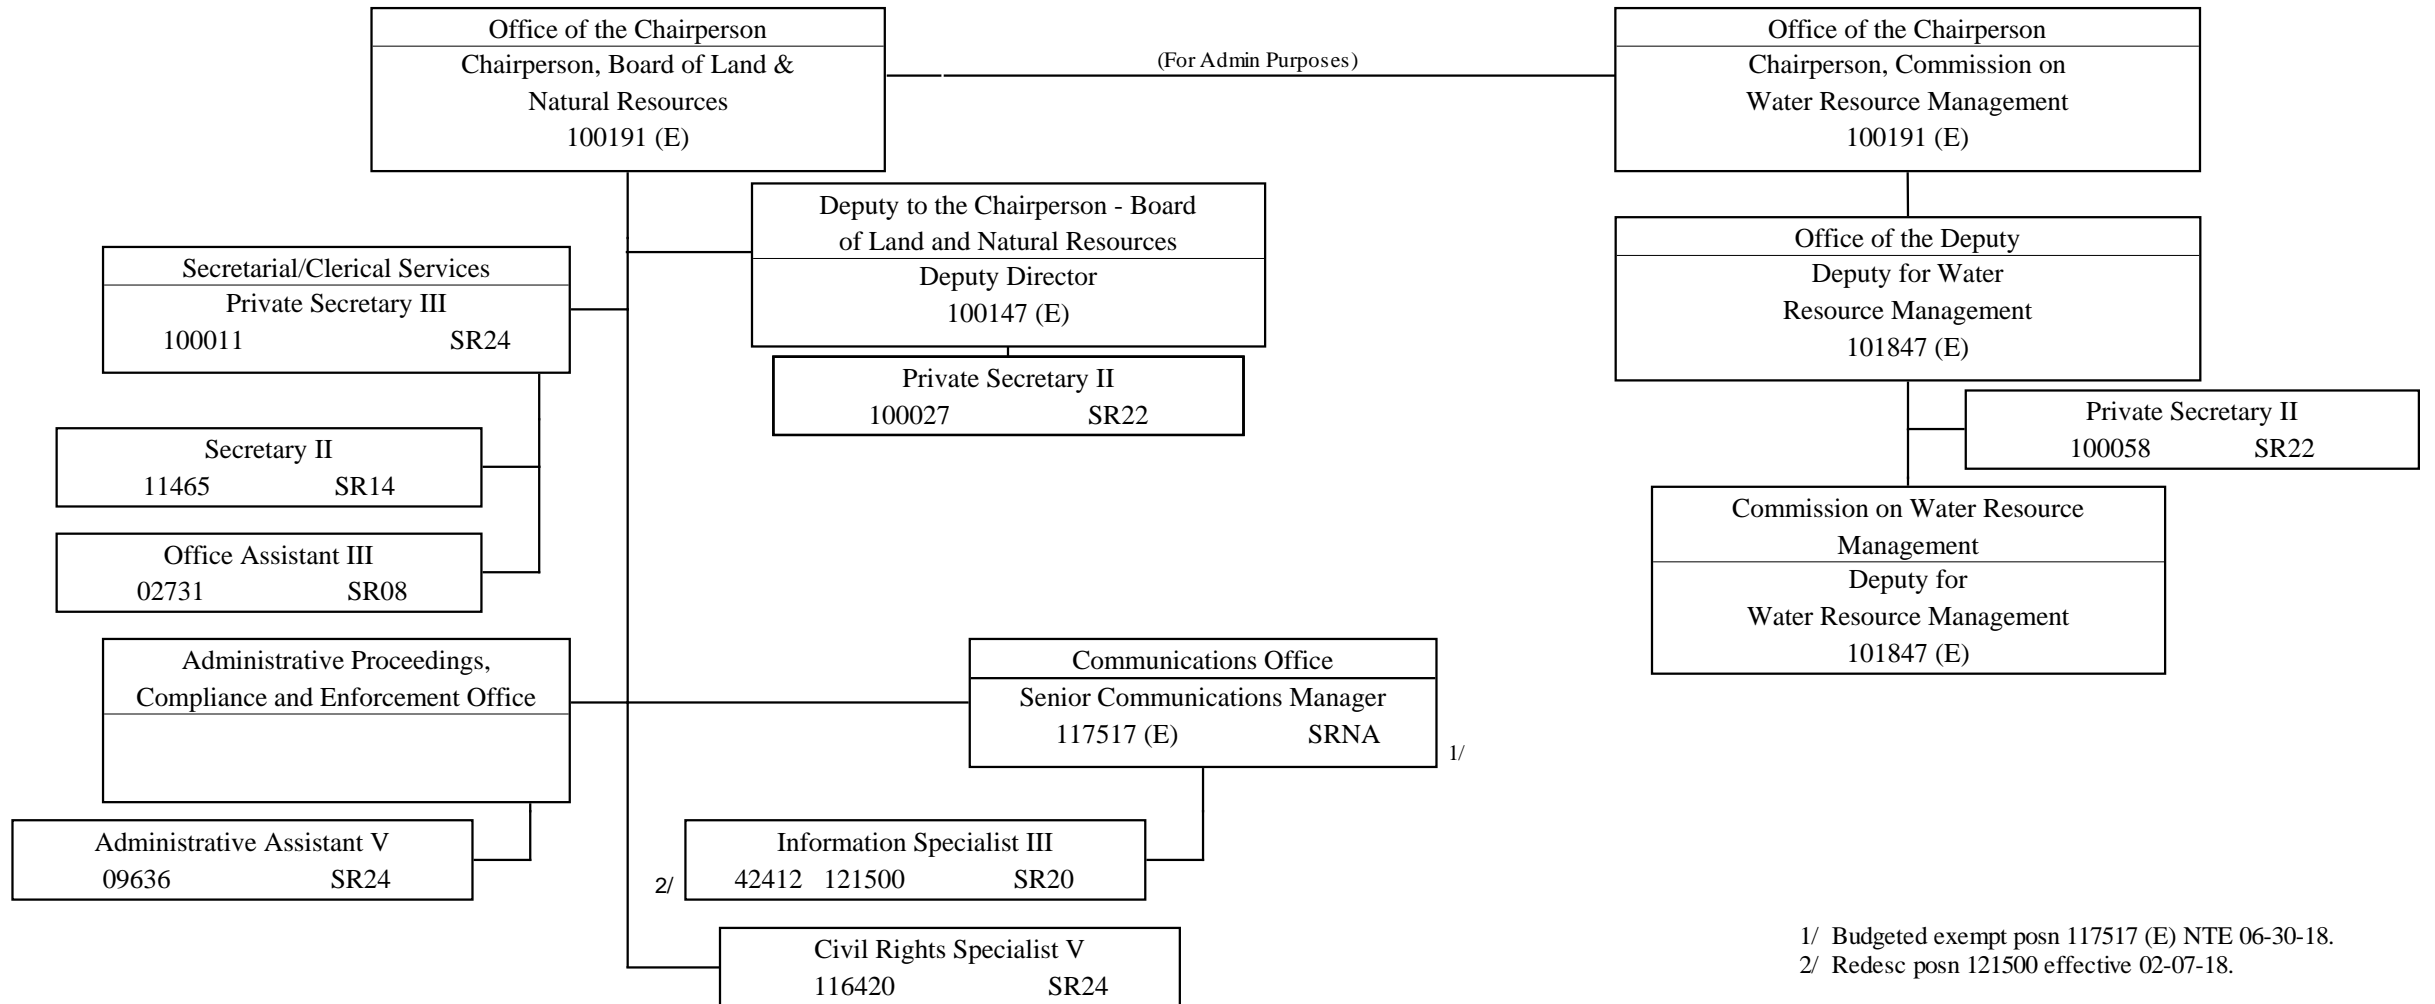 Office of the Chairperson
Chairperson, Board of Land &
Natural Resources
100191 (E)
(For Admin Purposes)
Office of the Chairperson
Chairperson, Commission on
Water Resource Management
100191 (E)
Deputy to the Chairperson - Board
of Land and Natural Resources
Deputy Director
100147 (E)
Private Secretary II
100027 SR22
Secretarial/Clerical Services
Private Secretary III
100011 SR24
Secretary II
11465 SR14
Office Assistant III
02731 SR08
Office of the Deputy
Deputy for Water
Resource Management
101847 (E)
Private Secretary II
100058 SR22
Commission on Water Resource
Management
Deputy for
Water Resource Management
101847 (E)
Administrative Proceedings,
Compliance and Enforcement Office
Administrative Assistant V
09636 SR24
Communications Office
Senior Communications Manager
117517 (E) SRNA
1/
Information Specialist III
2/ 42412 121500 SR20
Civil Rights Specialist V
116420 SR24
1/ Budgeted exempt posn 117517 (E) NTE 06-30-18.
2/ Redesc posn 121500 effective 02-07-18.